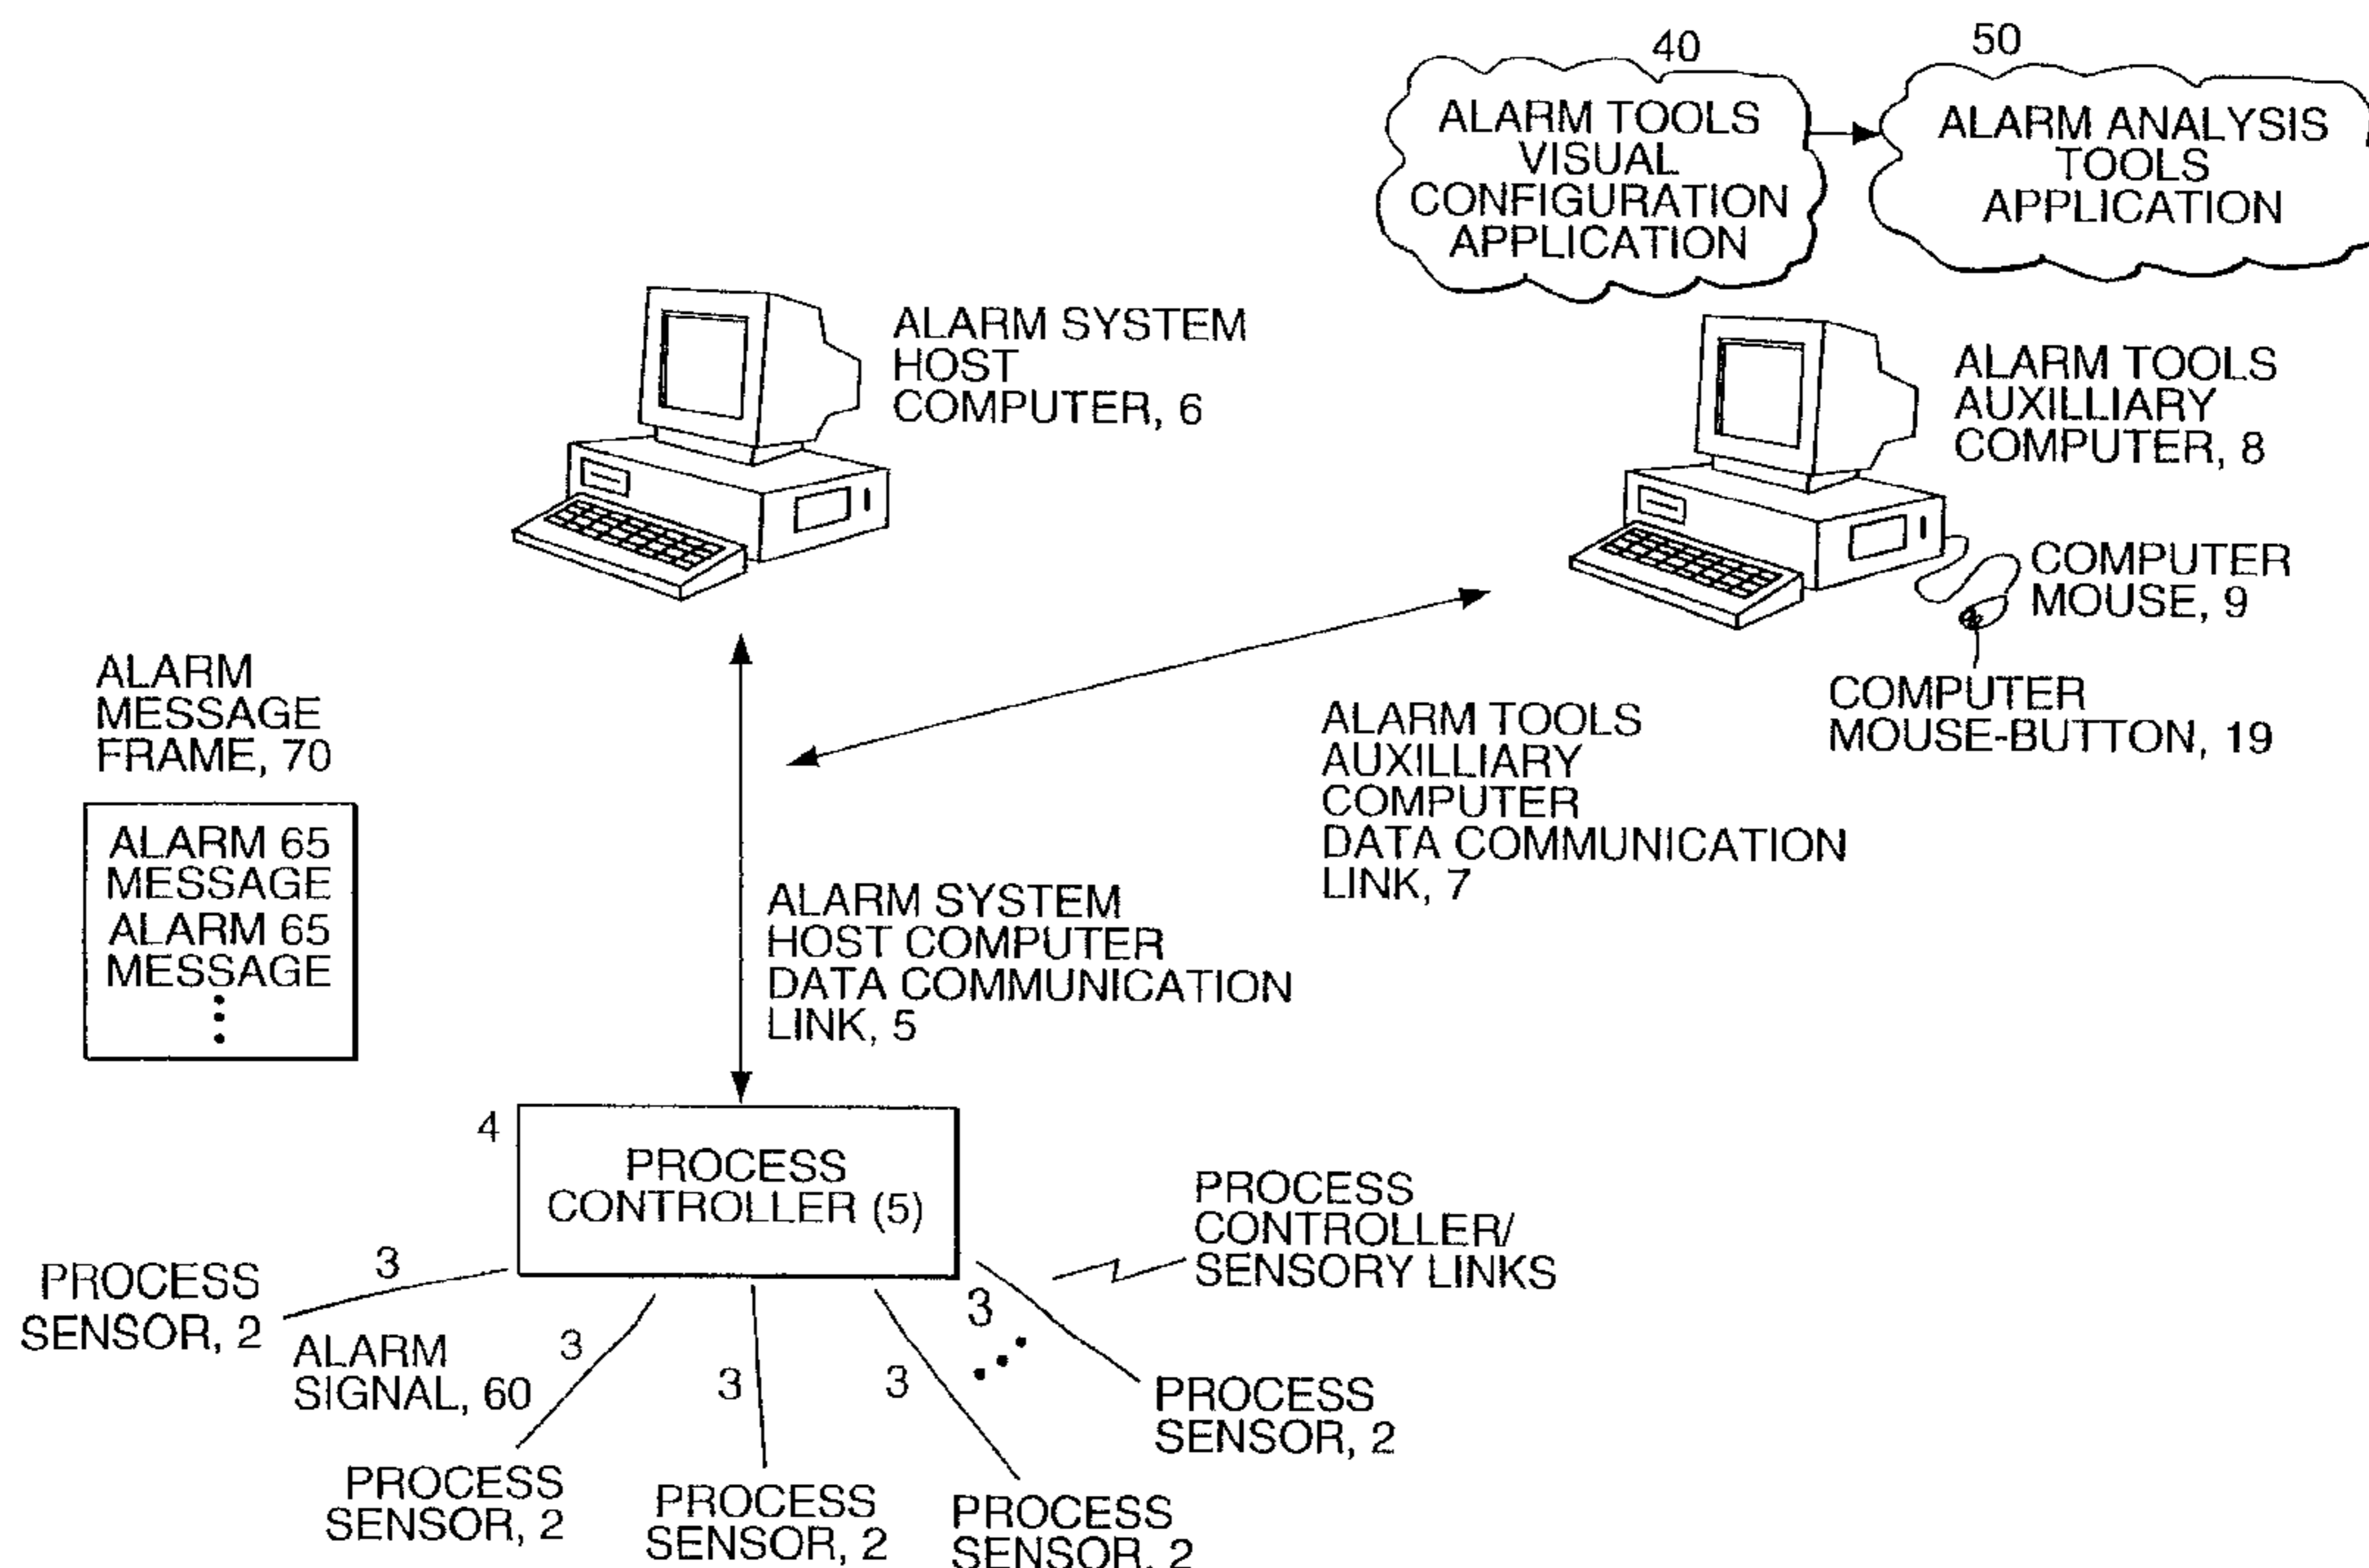 40
ALARM TOOLS
VISUAL
CONFIGURATION
APPLICATION
50
ALARM ANALYSIS
TOOLS
APPLICATION
ALARM SYSTEM
HOST
COMPUTER, 6
ALARM TOOLS
AUXILLIARY
COMPUTER, 8
COMPUTER
MOUSE, 9
COMPUTER
MOUSE-BUTTON, 19
ALARM
MESSAGE
FRAME, 70
ALARM 65
MESSAGE
ALARM 65
MESSAGE
ALARM TOOLS
AUXILLIARY
COMPUTER
DATA COMMUNICATION
LINK, 7
ALARM SYSTEM
HOST COMPUTER
DATA COMMUNICATION
LINK, 5
4
PROCESS
CONTROLLER (5)
PROCESS
CONTROLLER/
SENSORY LINKS
3
PROCESS
SENSOR, 2
ALARM
SIGNAL, 60
3
3
3
3
PROCESS
SENSOR, 2
PROCESS
SENSOR, 2
PROCESS
SENSOR, 2
PROCESS
SENSOR, 2